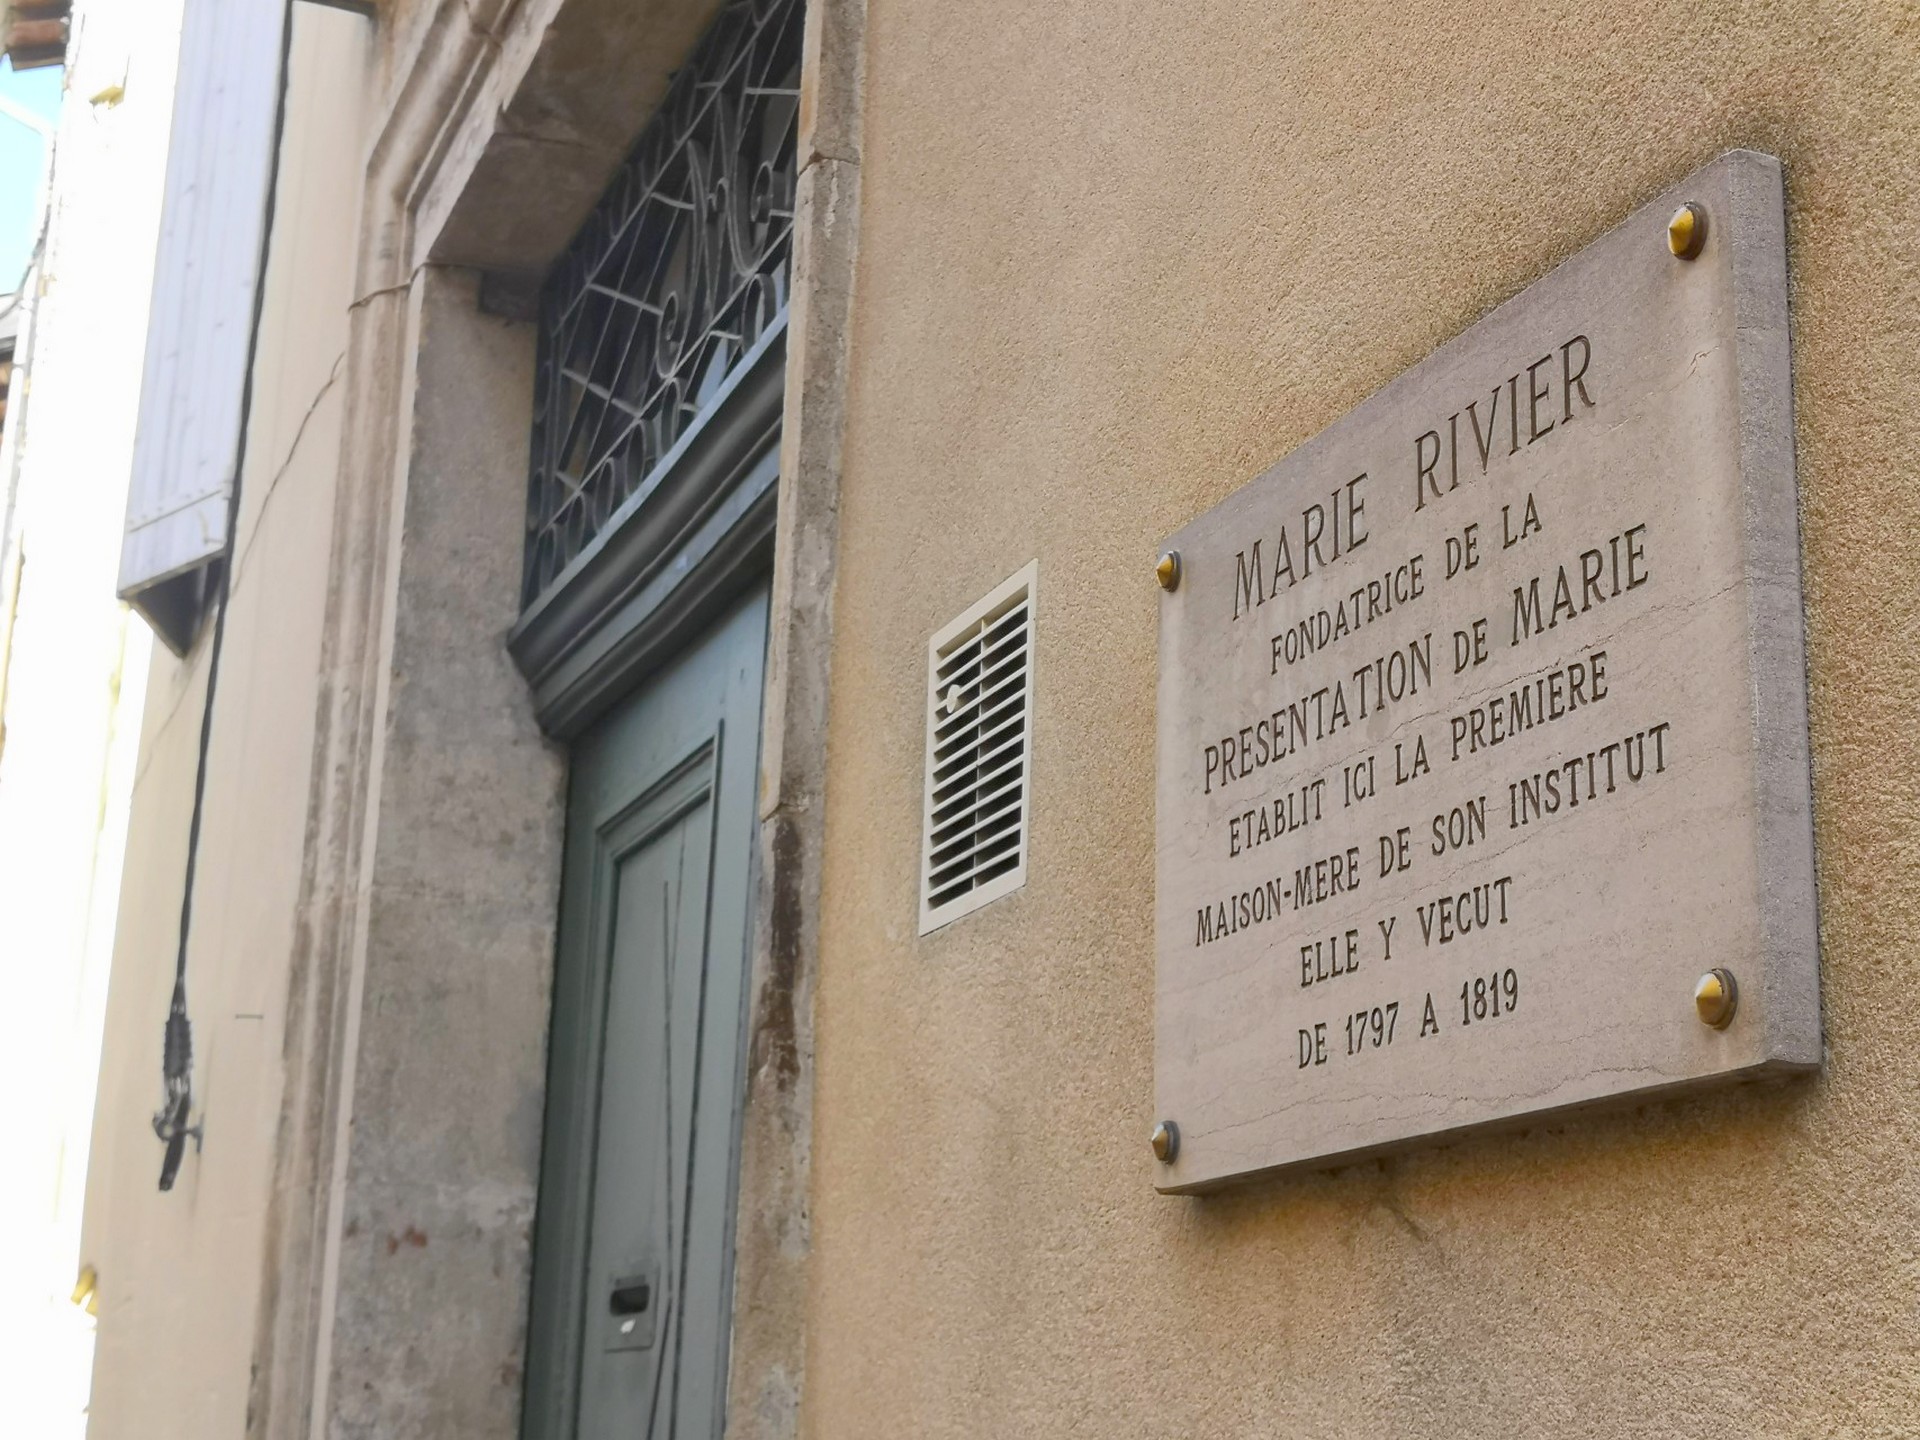 MARIE RIVIER
FONDATRICE DE LA
PRESENTATION DE MARIE
ETABLIT ICI LA PREMIERE
MAISON-MERE DE SON INSTITUT
ELLE Y VECUT
DE 1797 A 1819